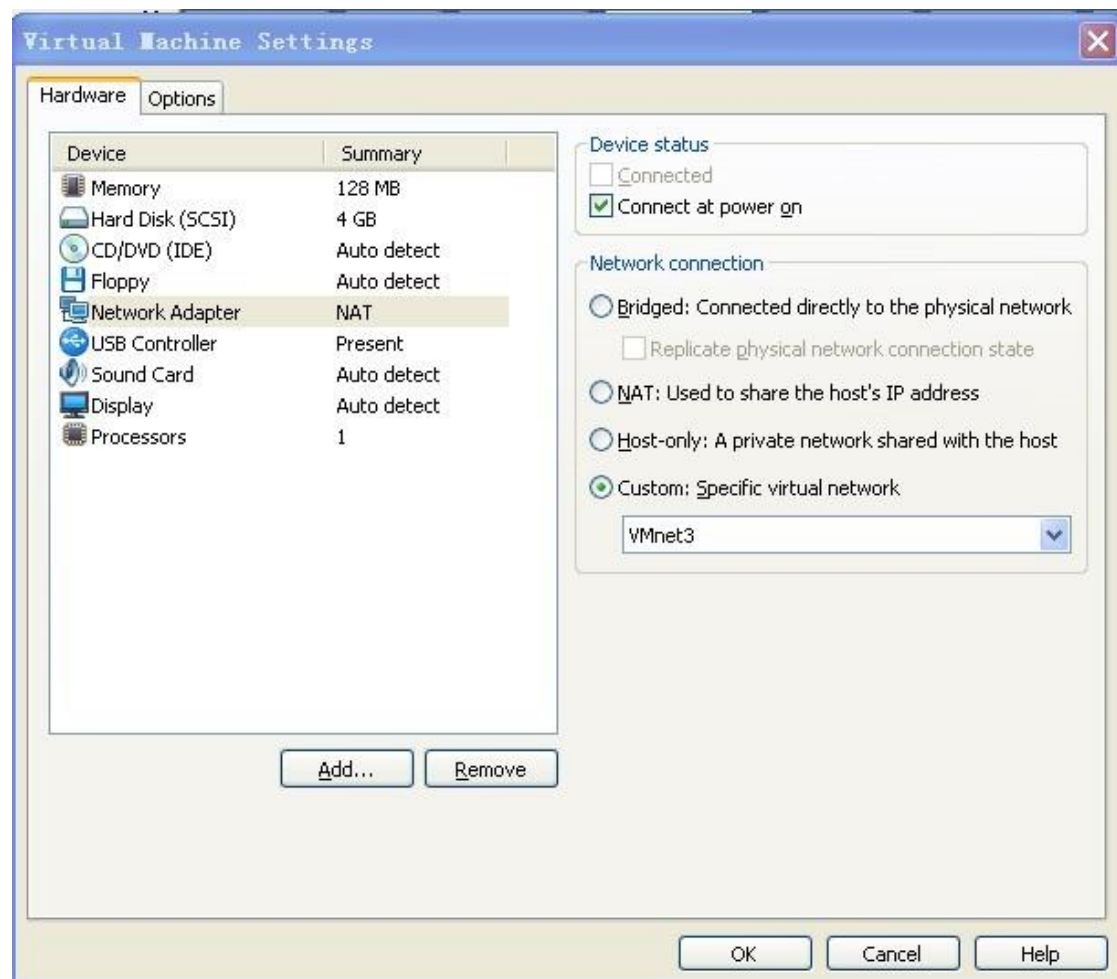 Virtual Machine Settings
Hardware Options
Device Summary
Memory 128 MB
Hard Disk (SCSI) 4 GB
CD/DVD (IDE) Auto detect
Floppy Auto detect
Network Adapter NAT
USB Controller Present
Sound Card Auto detect
Display Auto detect
Processors 1
Add... Remove
Device status
Connected
Connect at power on
Network connection
Bridged: Connected directly to the physical network
Replicate physical network connection state
NAT: Used to share the host's IP address
Host-only: A private network shared with the host
Custom: Specific virtual network
VMnet3
OK Cancel Help